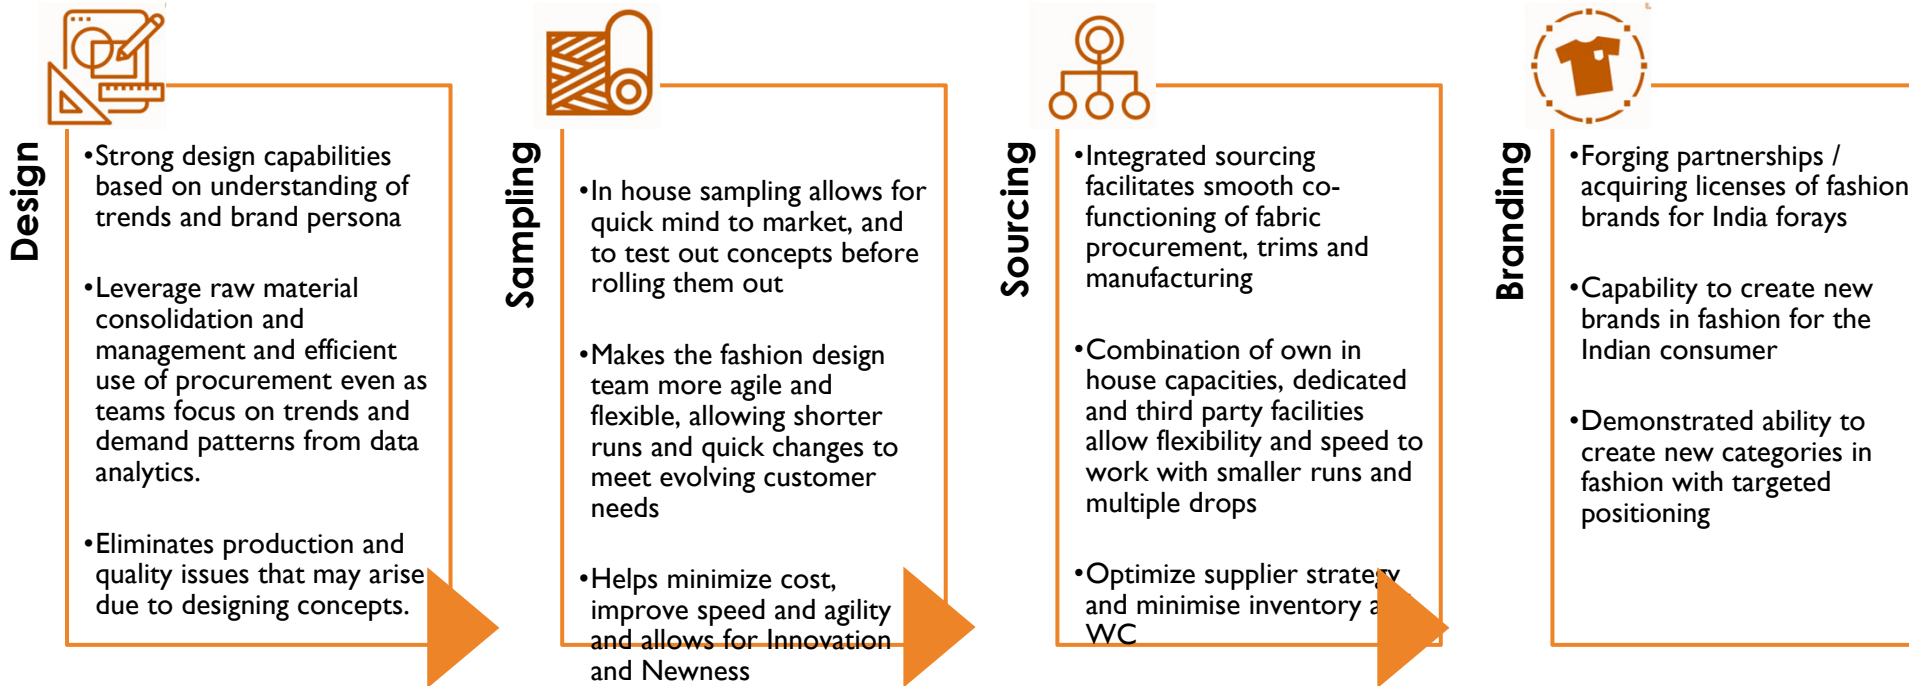 Design
•Strong design capabilities
based on understanding of
trends and brand persona
•Leverage raw material
consolidation and
management and efficient
use of procurement even as
teams focus on trends and
demand patterns from data
analytics.
•Eliminates production and
quality issues that may arise
due to designing concepts.
Sampling
•In house sampling allows for
quick mind to market, and
to test out concepts before
rolling them out
•Makes the fashion design
team more agile and
flexible, allowing shorter
runs and quick changes to
meet evolving customer
needs
•Helps minimize cost,
improve speed and agility
and allows for Innovation
and Newness
Sourcing
•Integrated sourcing
facilitates smooth co-
functioning of fabric
procurement, trims and
manufacturing
•Combination of own in
house capacities, dedicated
and third party facilities
allow flexibility and speed to
work with smaller runs and
multiple drops
•Optimize supplier strategy
and minimise inventory
WC
Branding
•Forging partnerships /
acquiring licenses of fashion
brands for India forays
•Capability to create new
brands in fashion for the
Indian consumer
•Demonstrated ability to
create new categories in
fashion with targeted
positioning